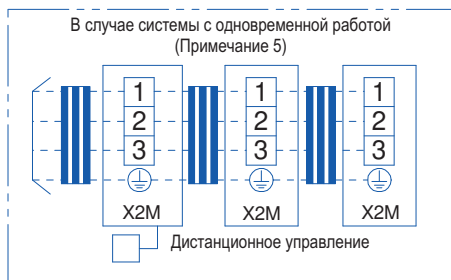 В случае системы с одновременной работой
(Примечание 5)
1 1 1
2 2 2
3 3 3
X2M X2M X2M
Дистанционное управление